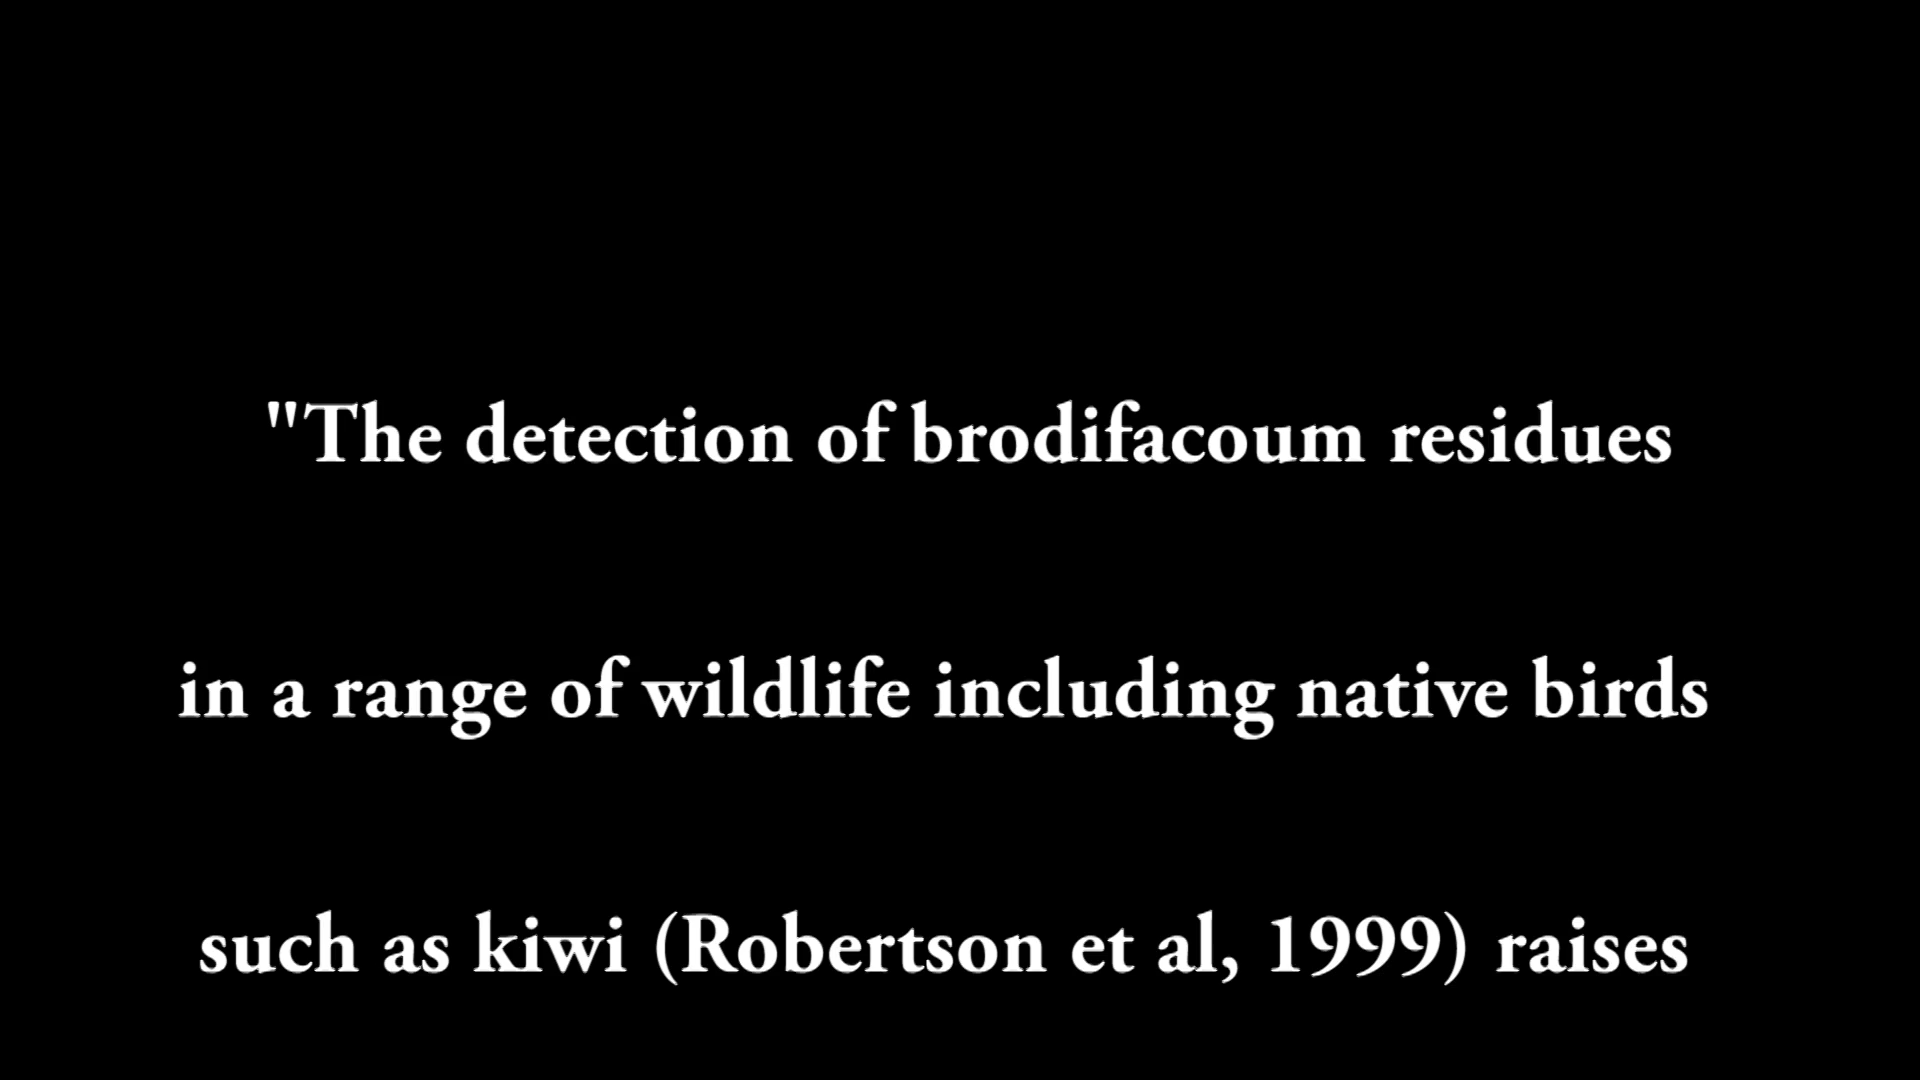 "The detection of brodifacoum residues
in a range of wildlife including native birds
such as kiwi (Robertson et al, 1999) raises